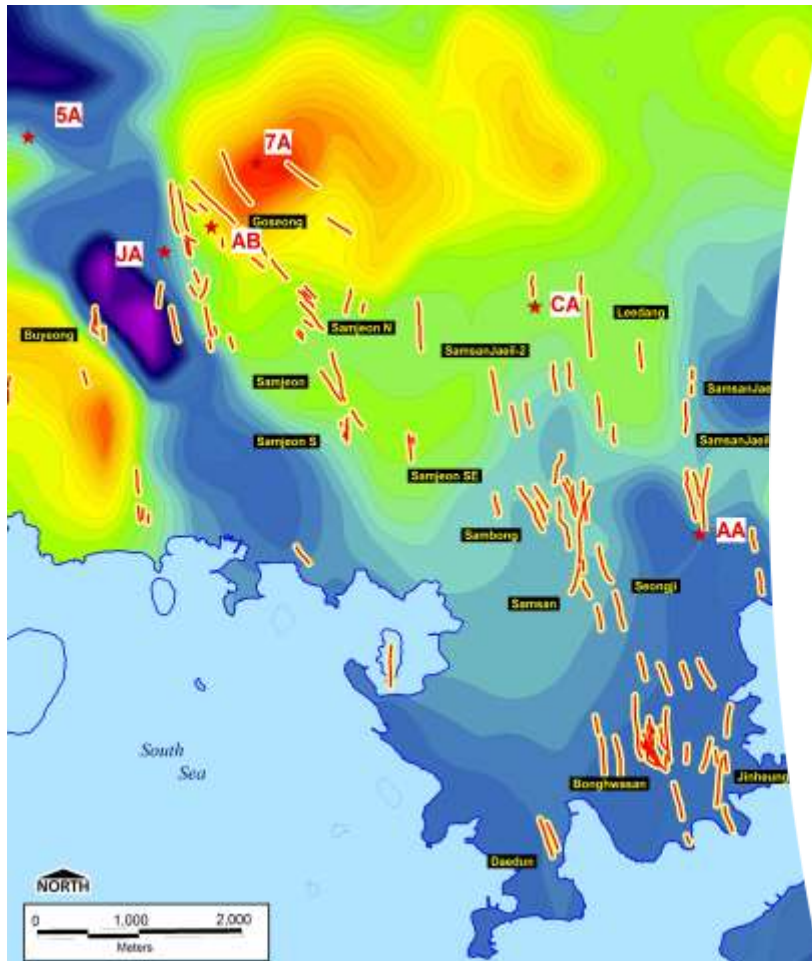 5A
7A
Goseong
AB
JA
CA
Leedang
Buyeong
Samjeon N
SamsanJaeil-2
Samjeon
SamsanJae
Samjeon S
SamsanJaeil
Samjeon SE
Sambong
AA
Seongji
Samsan
South
Sea
Bonghwasan
Jinheung
Daedun
NORTH
0 1,000 2,000
Meters